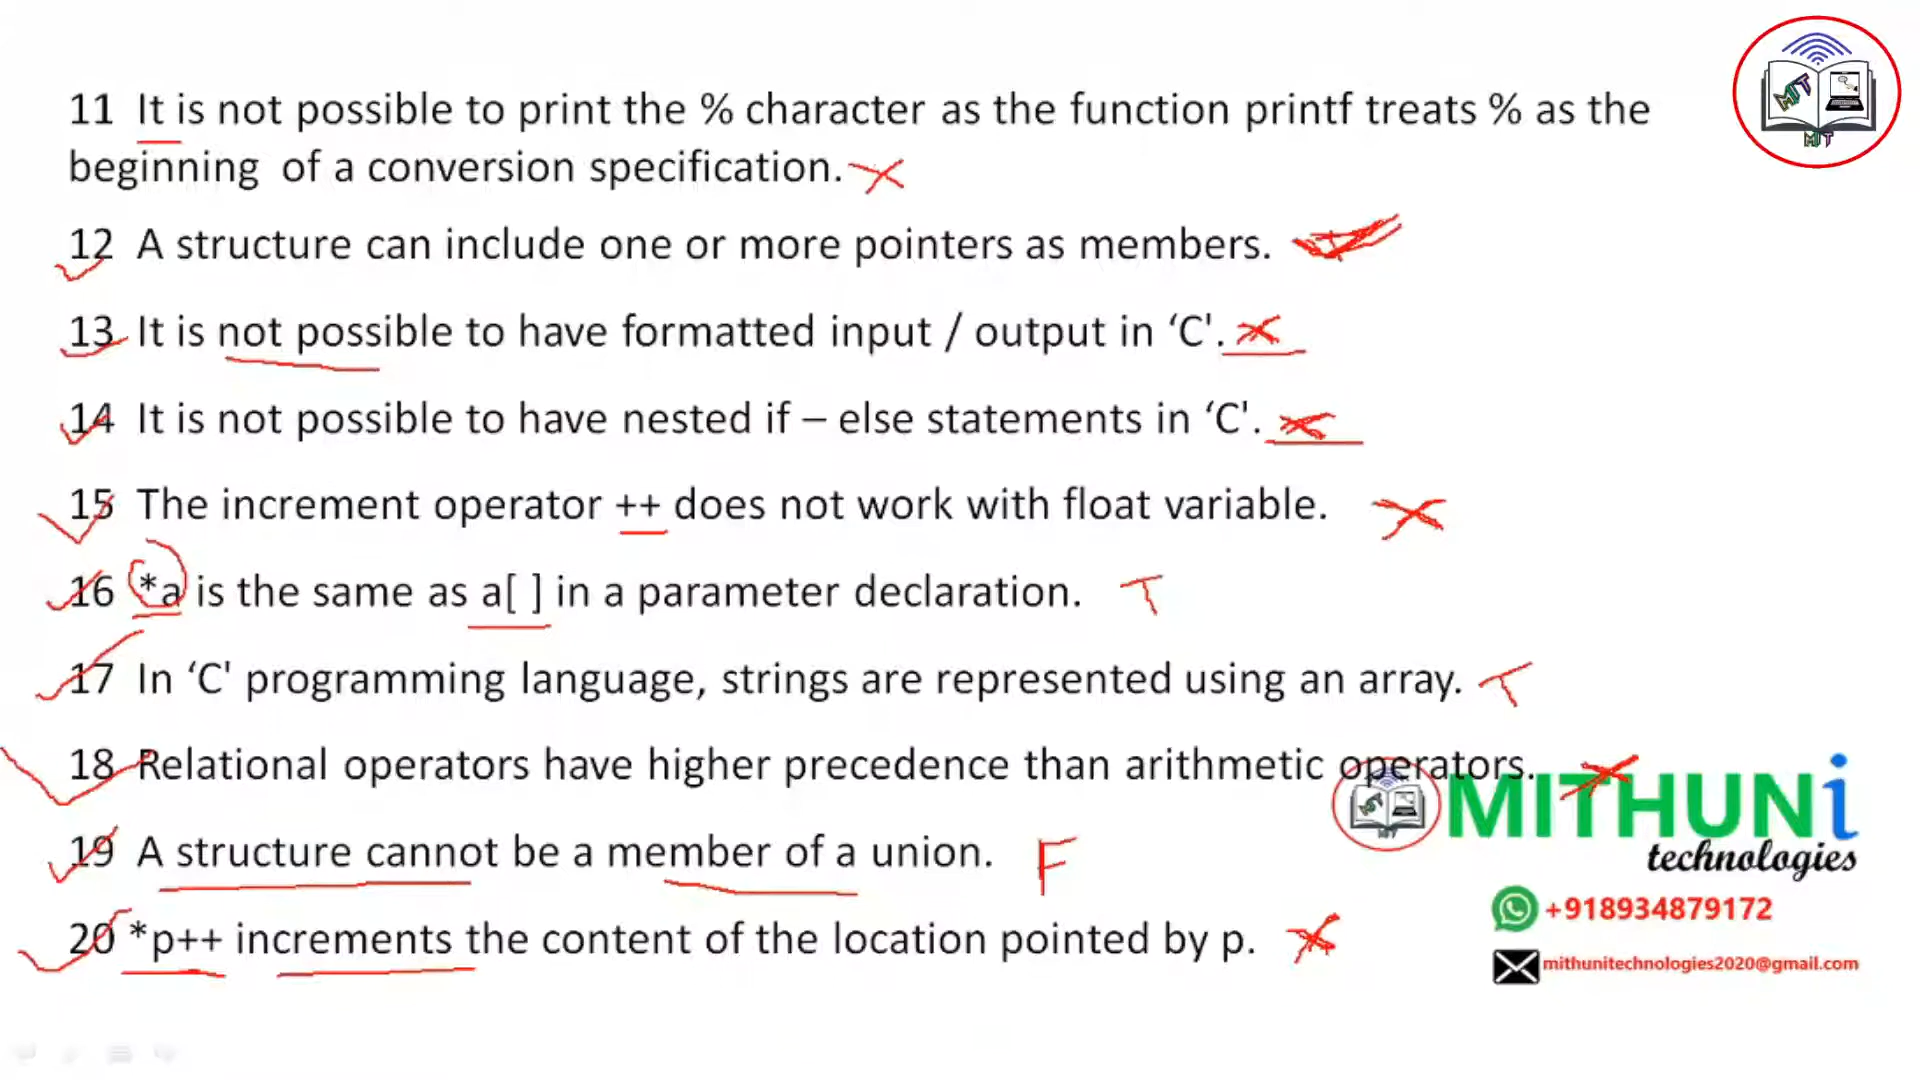 11 It is not possible to print the % character as the function printf treats % as the
beginning of a conversion specification.
12 A structure can include one or more pointers as members.
13 It is not possible to have formatted input / output in ‘C'.
14 It is not possible to have nested if – else statements in ‘C'.
15 The increment operator ++ does not work with float variable.
16 *a is the same as a[ ] in a parameter declaration. T
17 In ‘C' programming language, strings are represented using an array. T
18 Relational operators have higher precedence than arithmetic operators.
19 A structure cannot be a member of a union. F
20 *p++ increments the content of the location pointed by p.
MIT
MIT
MITHUNi
technologies
+918934879172
mithunitechnologies2020@gmail.com